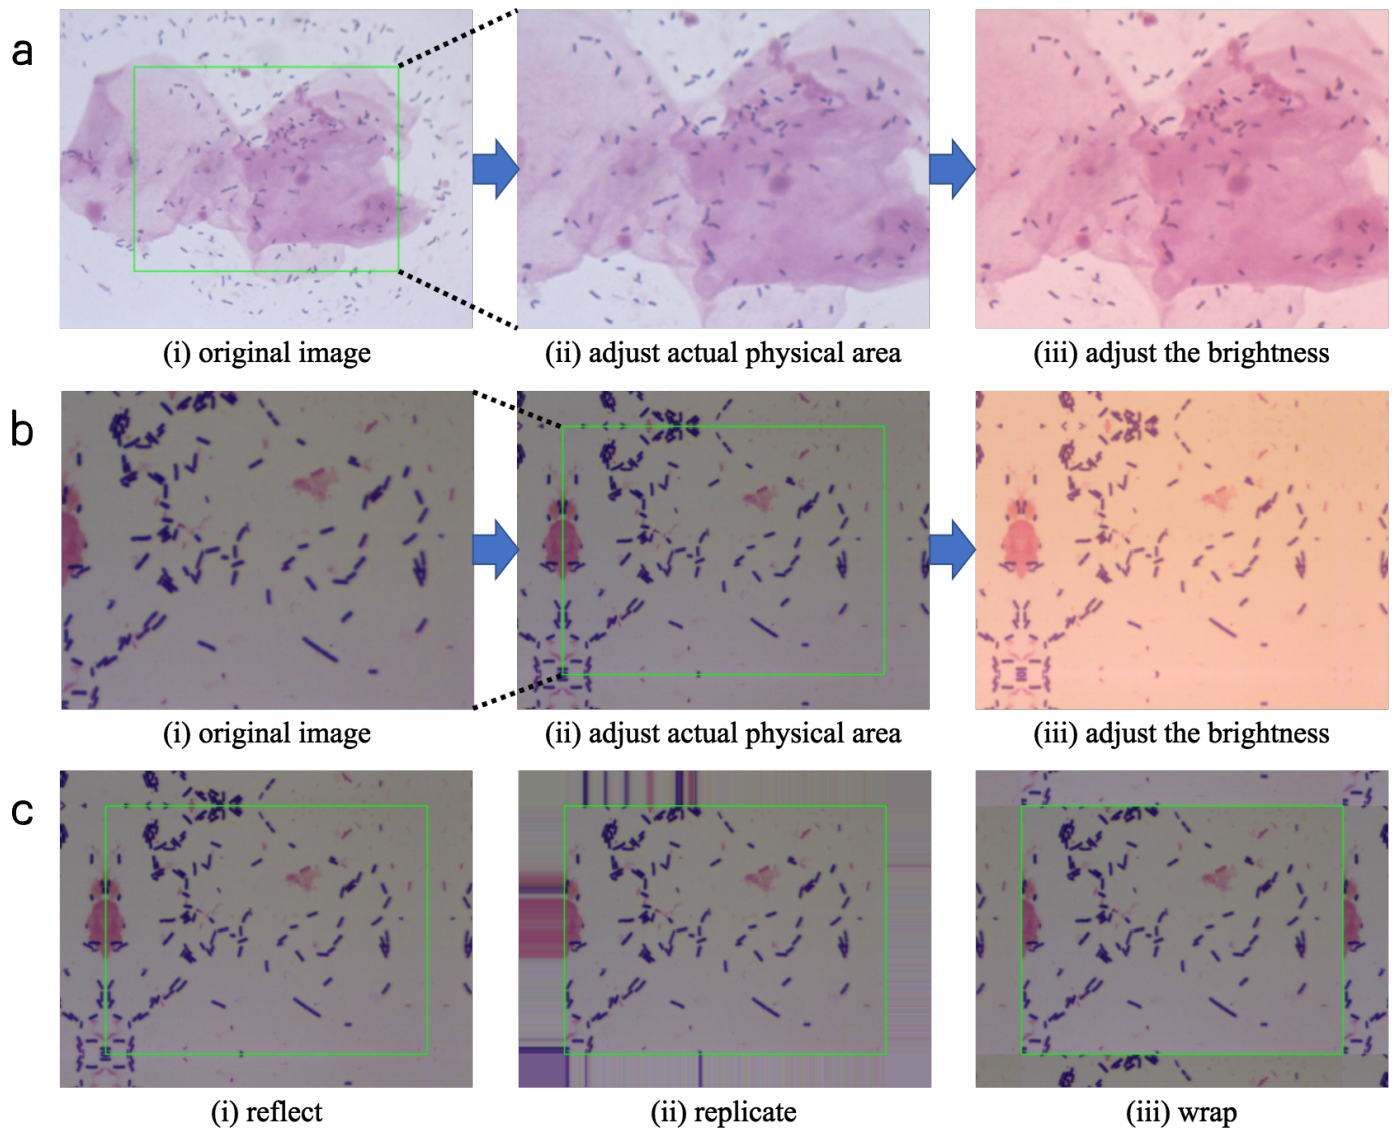 a
(i) original image
(ii) adjust actual physical area
(iii) adjust the brightness
b
(i) original image
(ii) adjust actual physical area
(iii) adjust the brightness
c
(i) reflect
(ii) replicate
(iii) wrap